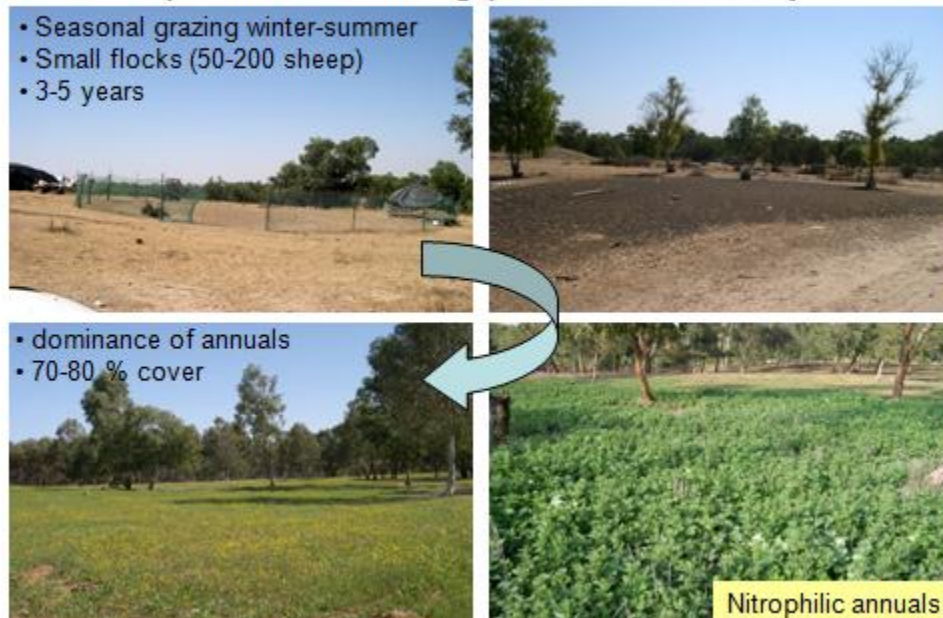 • Seasonal grazing winter-summer
• Small flocks (50-200 sheep)
• 3-5 years
• dominance of annuals
• 70-80 % cover
Nitrophilic annuals